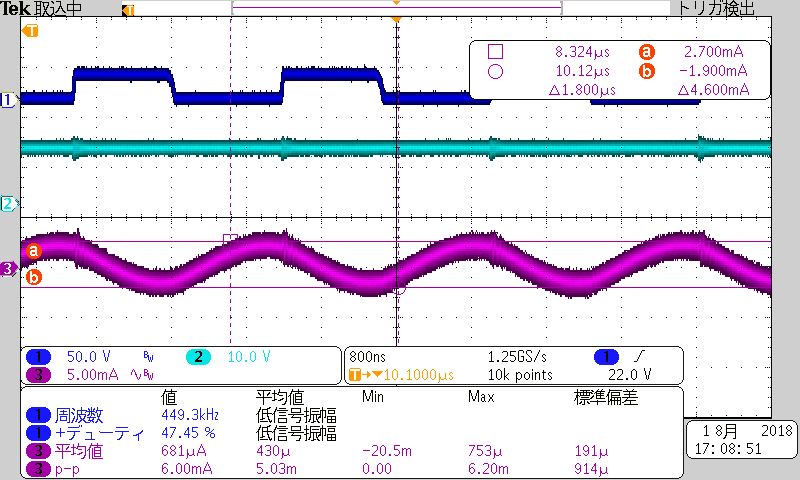 Tek 取込中
トリガ検出
T
T
8.324μs a 2.700mA
10.12μs b -1.900mA
Δ1.800μs Δ4.600mA
1
2
a
3
b
1 50.0 V BW 2 10.0 V
3 5.00mA ∿BW
800ns 1.25GS/s 1 ʃ
T→▼10.1000μs 10k points 22.0 V
値 平均値 Min Max 標準偏差
1 周波数 449.3kHz 低信号振幅
1 +デューティ 47.45 % 低信号振幅
3 平均値 681μA 430μ -20.5m 753μ 191μ
3 p-p 6.00mA 5.03m 0.00 6.20m 914μ
1 8月 2018
17:08:51